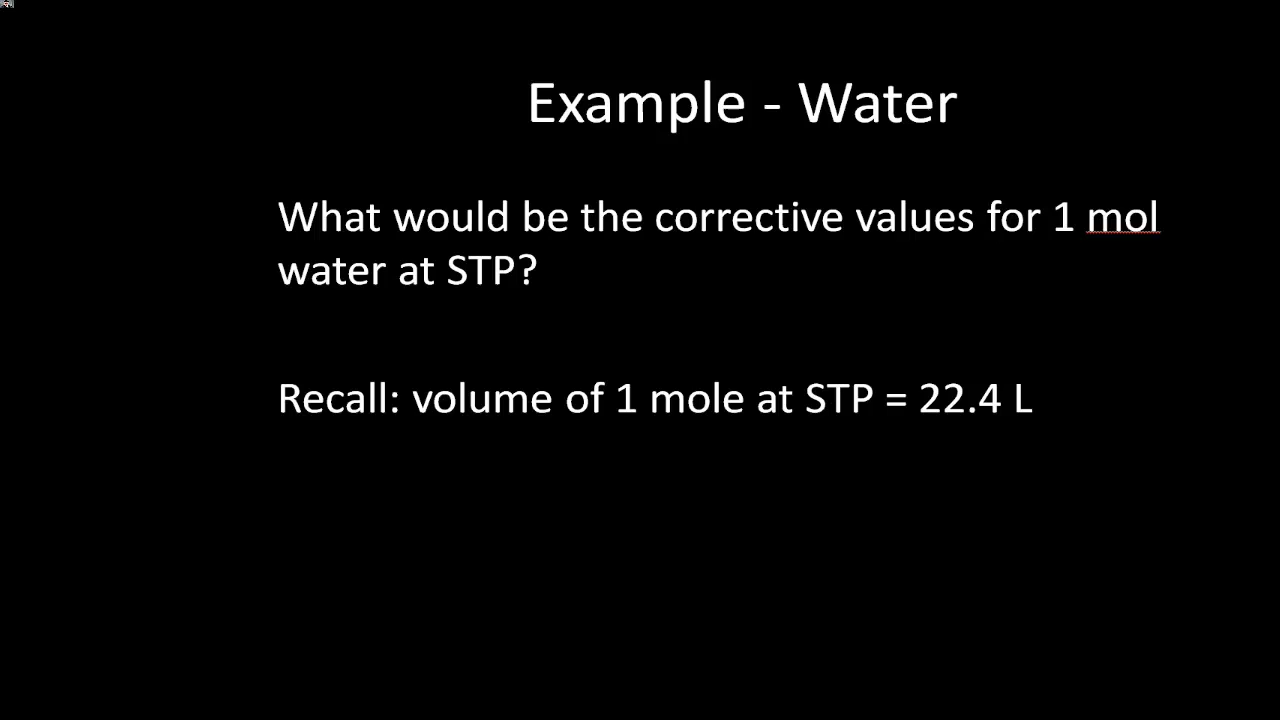 Example - Water
What would be the corrective values for 1 mol
water at STP?
Recall: volume of 1 mole at STP = 22.4 L